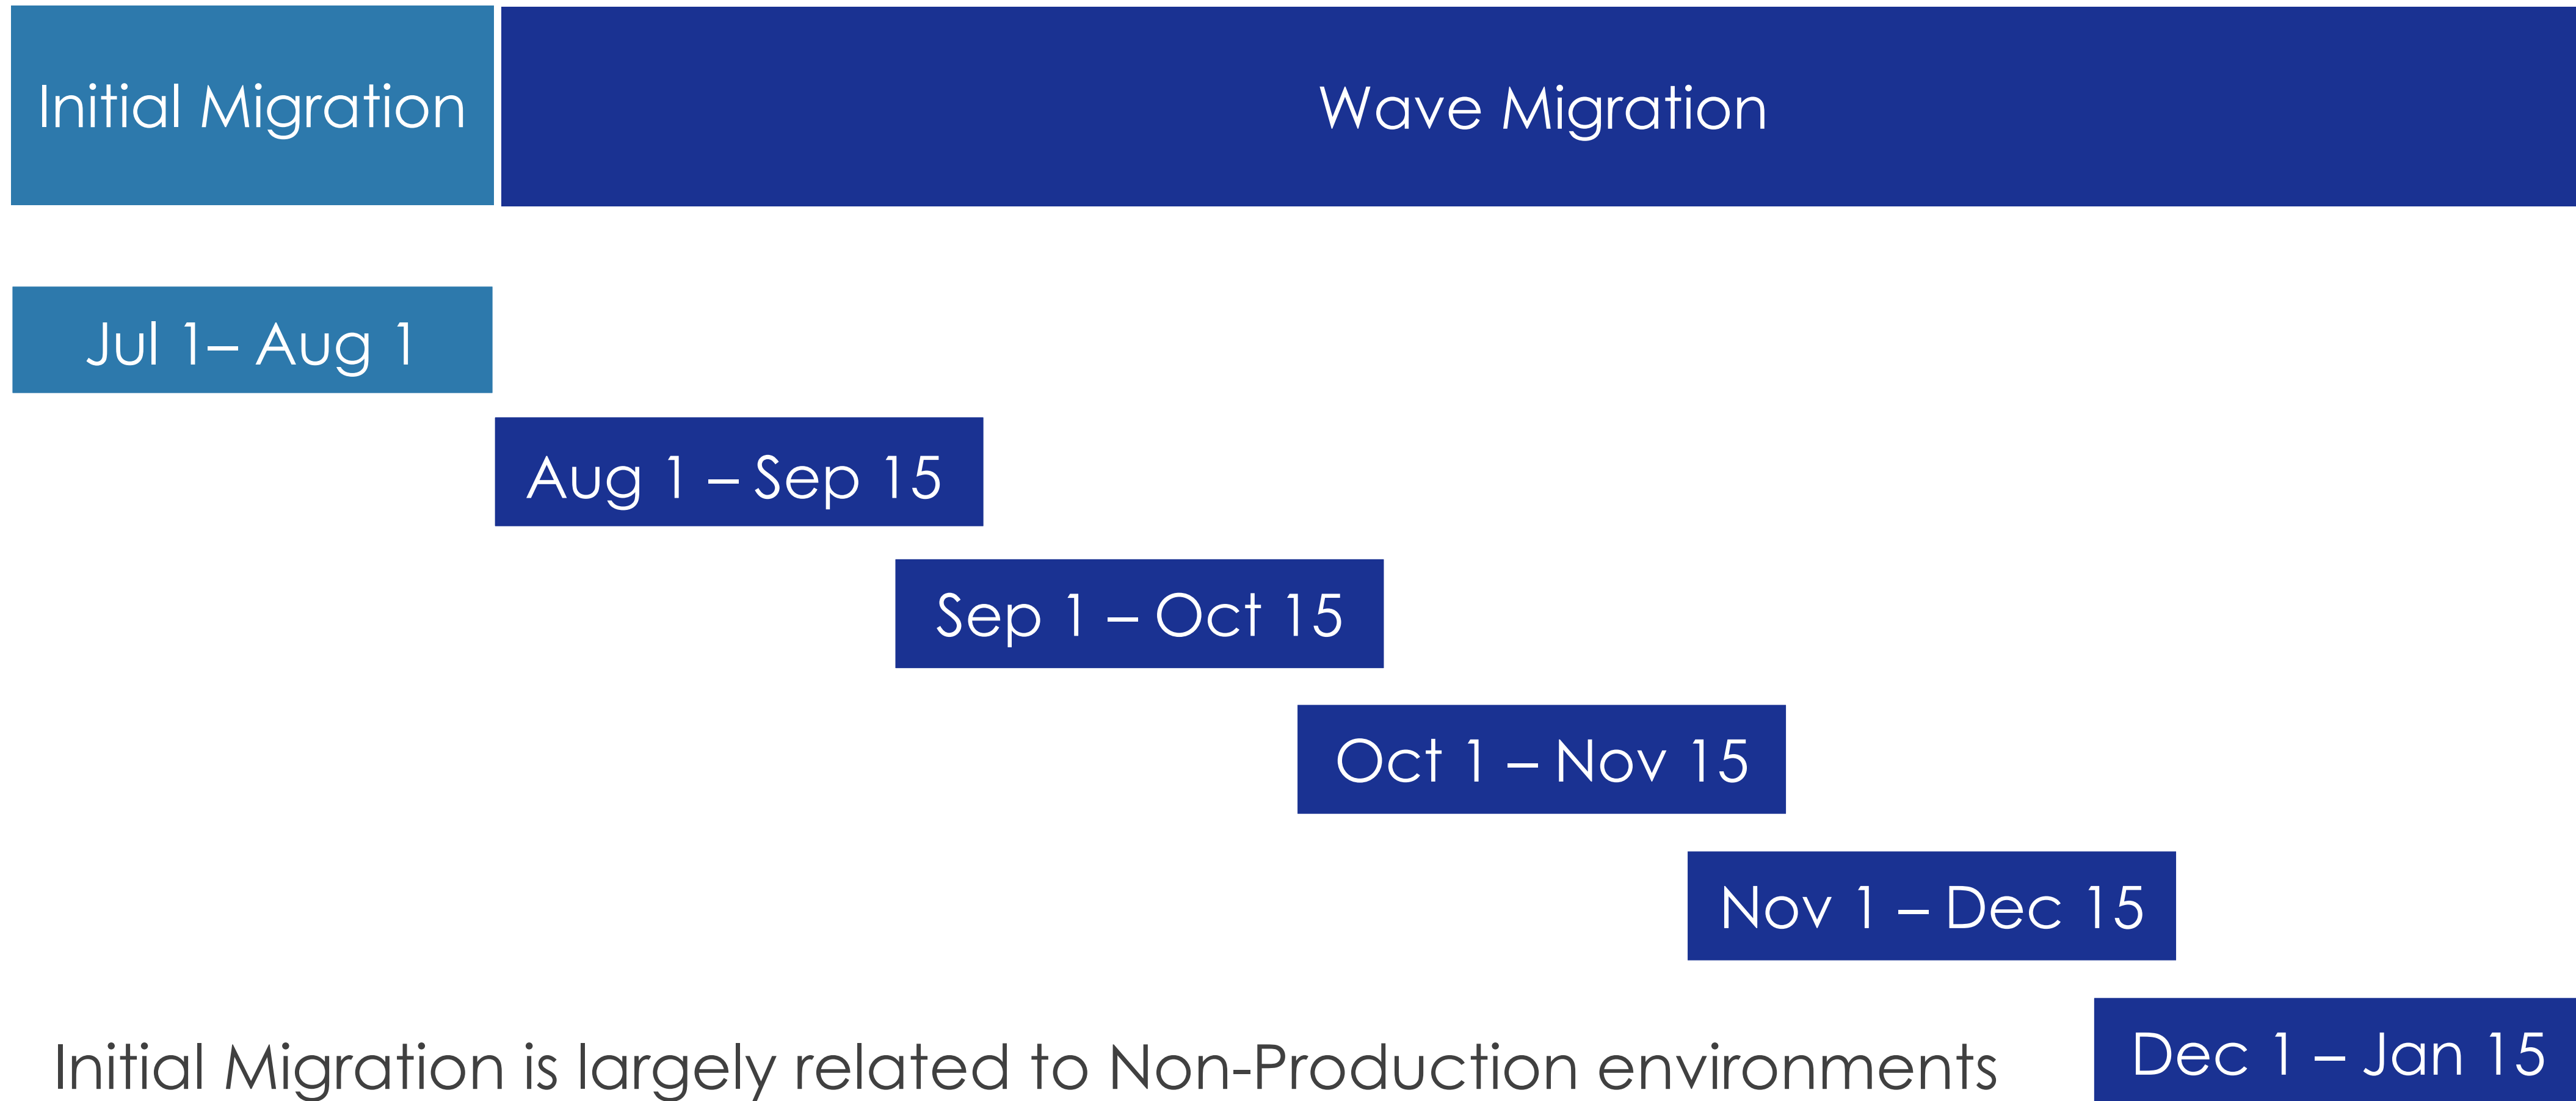 Initial Migration
Wave Migration
Jul 1– Aug 1
Aug 1 – Sep 15
Sep 1 – Oct 15
Oct 1 – Nov 15
Nov 1 – Dec 15
Dec 1 – Jan 15
Initial Migration is largely related to Non-Production environments